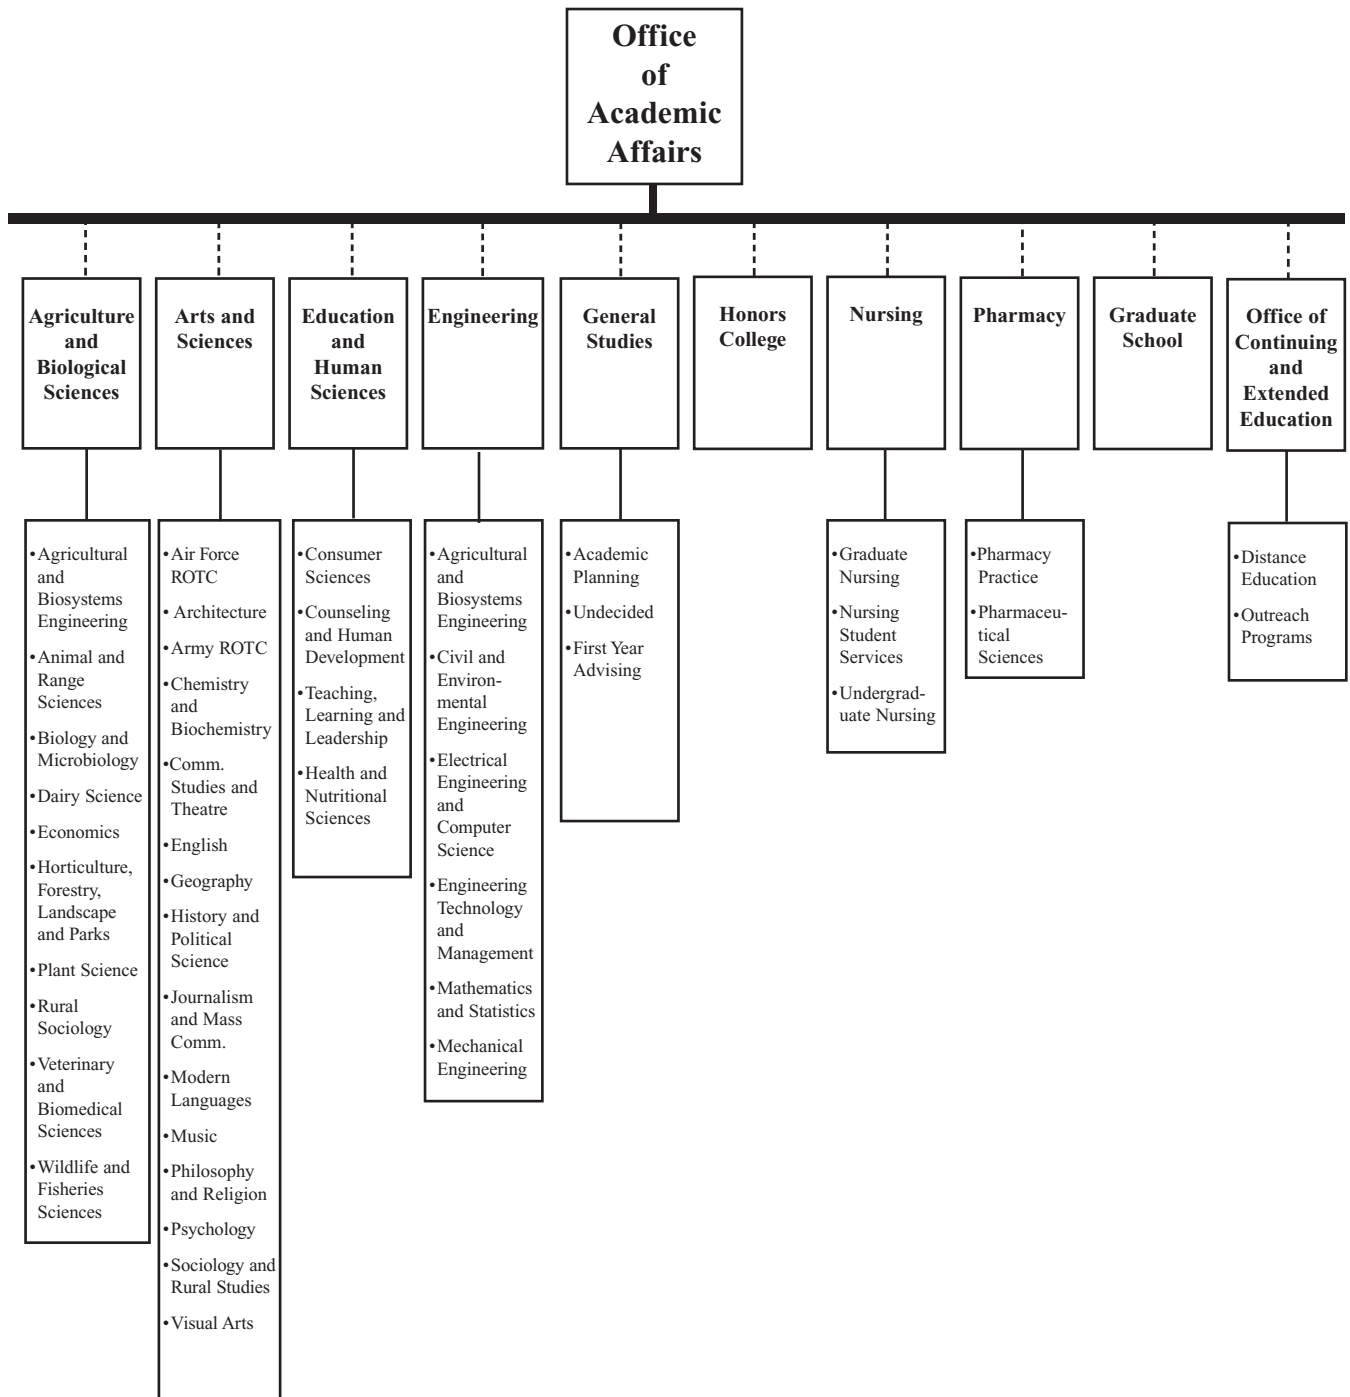 Office
of
Academic
Affairs
Agriculture
and
Biological
Sciences
Arts and
Sciences
Education
and
Human
Sciences
Engineering
General
Studies
Honors
College
Nursing
Pharmacy
Graduate
School
Office of
Continuing
and
Extended
Education
•Agricultural
and
Biosystems
Engineering
•Animal and
Range
Sciences
•Biology and
Microbiology
•Dairy Science
•Economics
•Horticulture,
Forestry,
Landscape
and Parks
•Plant Science
•Rural
Sociology
•Veterinary
and
Biomedical
Sciences
•Wildlife and
Fisheries
Sciences
•Air Force
ROTC
• Architecture
•Army ROTC
•Chemistry
and
Biochemistry
•Comm.
Studies and
Theatre
•English
•Geography
•History and
Political
Science
•Journalism
and Mass
Comm.
•Modern
Languages
•Music
•Philosophy
and Religion
•Psychology
•Sociology and
Rural Studies
•Visual Arts
•Consumer
Sciences
•Counseling
and Human
Development
•Teaching,
Learning and
Leadership
•Health and
Nutritional
Sciences
•Agricultural
and
Biosystems
Engineering
•Civil and
Environ-
mental
Engineering
•Electrical
Engineering
and
Computer
Science
•Engineering
Technology
and
Management
•Mathematics
and Statistics
•Mechanical
Engineering
•Academic
Planning
•Undecided
•First Year
Advising
•Graduate
Nursing
•Nursing
Student
Services
•Undergrad-
uate Nursing
•Pharmacy
Practice
•Pharmaceu-
tical
Sciences
•Distance
Education
•Outreach
Programs